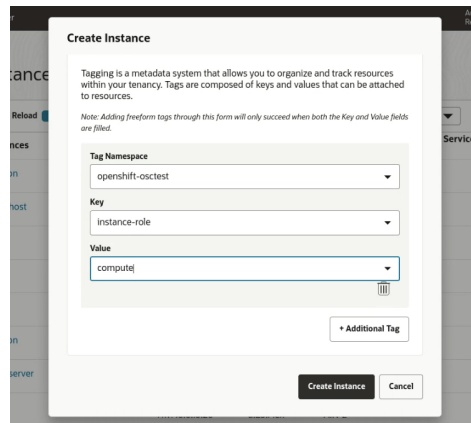 Create Instance
tance
Tagging is a metadata system that allows you to organize and track resources
within your tenancy. Tags are composed of keys and values that can be attached
to resources.
Reload
Note: Adding freeform tags through this form will only succeed when both the Key and Value fields
are filled.
nces
Servic
Tag Namespace
on
openshift-osctest
Key
host
instance-role
Value
compute
+ Additional Tag
on
server
Create Instance
Cancel